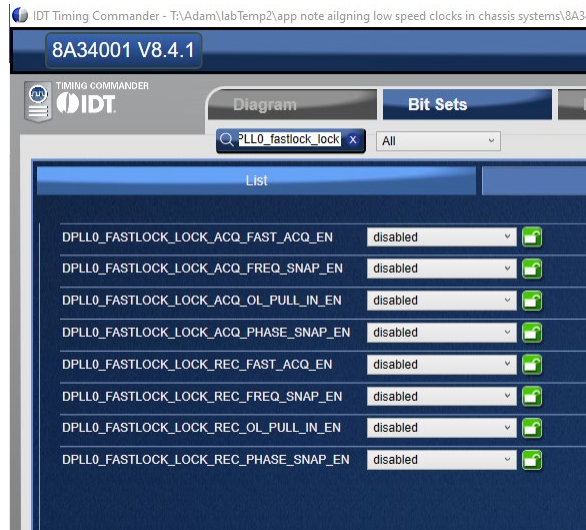 IDT Timing Commander - T:\Adam\labTemp2\app note ailgning low speed clocks in chassis systems\8A3
8A34001 V8.4.1
TIMING COMMANDER
IDT
Diagram
Bit Sets
PLL0_fastlock_lock X
All
List
DPLL0_FASTLOCK_LOCK_ACQ_FAST_ACQ_EN disabled
DPLL0_FASTLOCK_LOCK_ACQ_FREQ_SNAP_EN disabled
DPLL0_FASTLOCK_LOCK_ACQ_OL_PULL_IN_EN disabled
DPLL0_FASTLOCK_LOCK_ACQ_PHASE_SNAP_EN disabled
DPLL0_FASTLOCK_LOCK_REC_FAST_ACQ_EN disabled
DPLL0_FASTLOCK_LOCK_REC_FREQ_SNAP_EN disabled
DPLL0_FASTLOCK_LOCK_REC_OL_PULL_IN_EN disabled
DPLL0_FASTLOCK_LOCK_REC_PHASE_SNAP_EN disabled